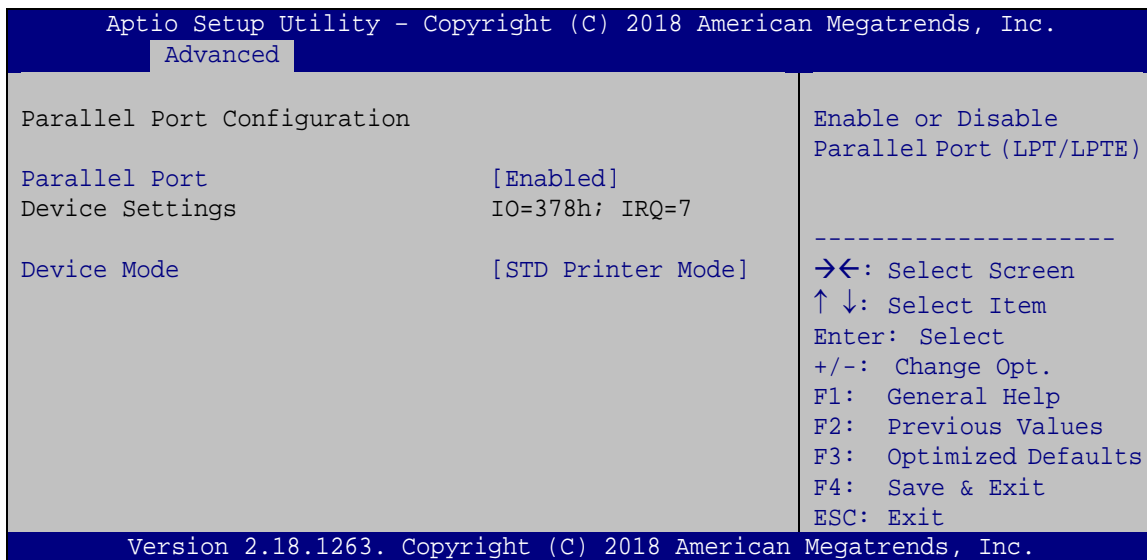 Aptio Setup Utility – Copyright (C) 2018 American Megatrends, Inc.
Advanced
Parallel Port Configuration
Parallel Port [Enabled]
Device Settings IO=378h; IRQ=7
Device Mode [STD Printer Mode]
Enable or Disable
Parallel Port (LPT/LPTE)
---------------------
→←: Select Screen
↑ ↓: Select Item
Enter: Select
+/-: Change Opt.
F1: General Help
F2: Previous Values
F3: Optimized Defaults
F4: Save & Exit
ESC: Exit
Version 2.18.1263. Copyright (C) 2018 American Megatrends, Inc.